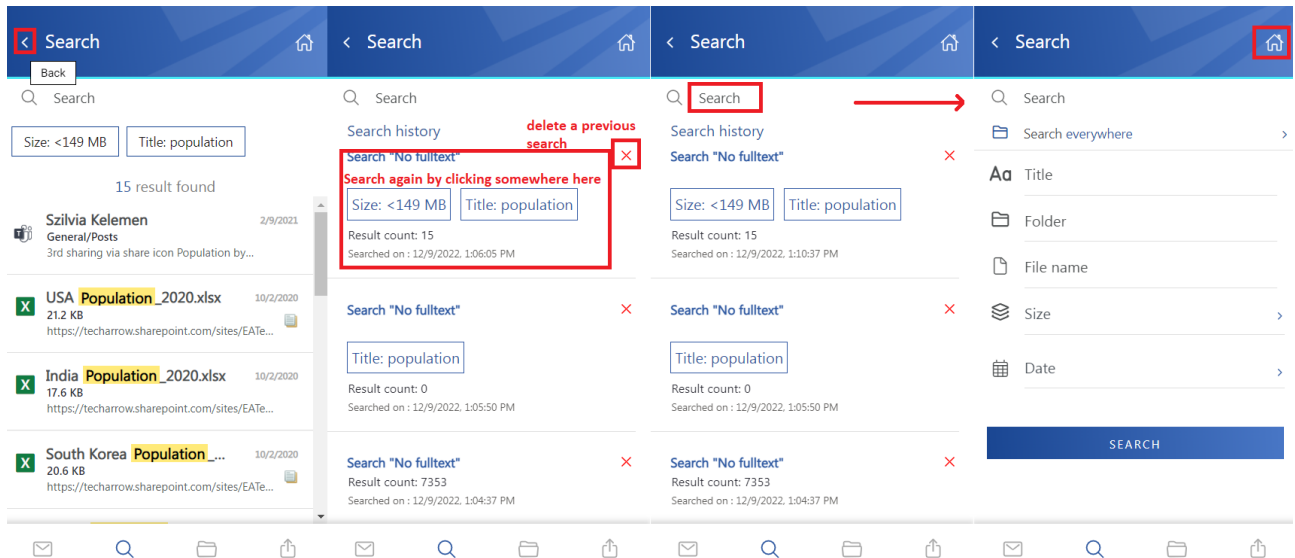 Search
Back
Search
Size: <149 MB
Title: population
15 result found
Szilvia Kelemen
2/9/2021
General/Posts
3rd sharing via share icon Population by...
USA Population_2020.xlsx
10/2/2020
21.2 KB
https://techarrow.sharepoint.com/sites/EATe...
India Population_2020.xlsx
10/2/2020
17.6 KB
https://techarrow.sharepoint.com/sites/EATe...
South Korea Population_...
10/2/2020
20.6 KB
https://techarrow.sharepoint.com/sites/EATe...
Search
Search
Search history
delete a previous
search
Search "No fulltext"
Search again by clicking somewhere here
Size: <149 MB
Title: population
Result count: 15
Searched on : 12/9/2022, 1:06:05 PM
Search "No fulltext"
Title: population
Result count: 0
Searched on : 12/9/2022, 1:05:50 PM
Search "No fulltext"
Result count: 7353
Searched on : 12/9/2022, 1:04:37 PM
Search
Search
Search history
Search "No fulltext"
Size: <149 MB
Title: population
Result count: 15
Searched on : 12/9/2022, 1:10:37 PM
Search "No fulltext"
Title: population
Result count: 0
Searched on : 12/9/2022, 1:05:50 PM
Search "No fulltext"
Result count: 7353
Searched on : 12/9/2022, 1:04:37 PM
Search
Search
Search everywhere
Aa Title
Folder
File name
Size
Date
SEARCH